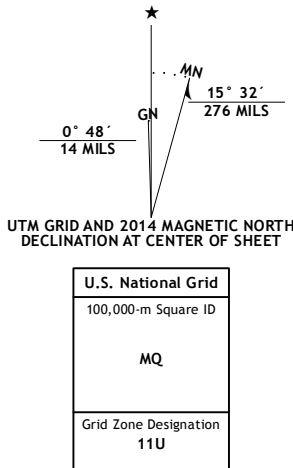 ★
MN
GN
15° 32´
276 MILS
0° 48´
14 MILS
UTM GRID AND 2014 MAGNETIC NORTH
DECLINATION AT CENTER OF SHEET
U.S. National Grid
100,000-m Square ID
MQ
Grid Zone Designation
11U